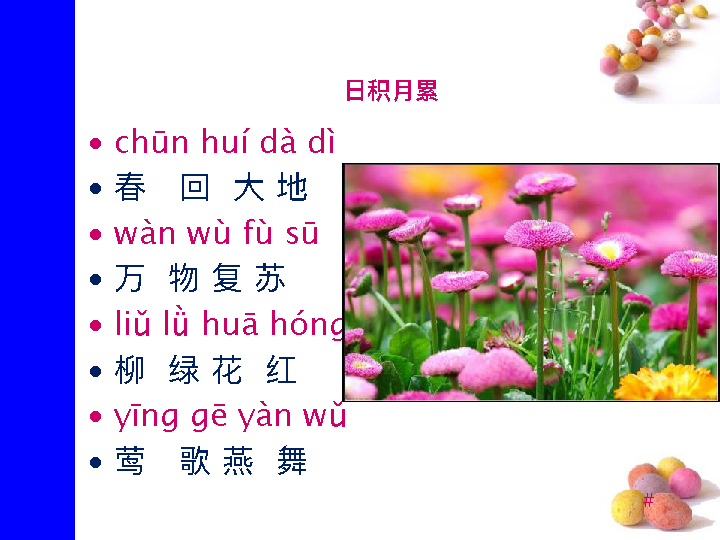 日积月累
• chūn huí dà dì
• 春 回 大 地
• wàn wù fù sū
• 万 物 复 苏
• liǔ lǜ huā hóng
• 柳 绿 花 红
• yīng gē yàn wǔ
• 莺 歌 燕 舞
#